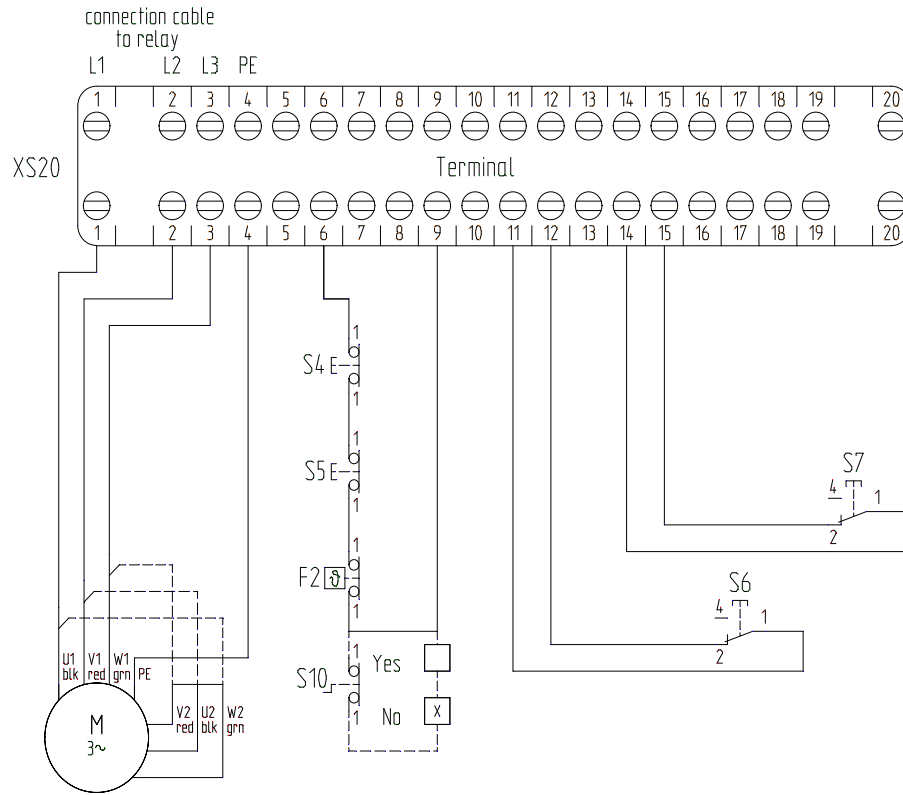 connection cable
to relay
L1 L2 L3 PE
1 2 3 4 5 6 7 8 9 10 11 12 13 14 15 16 17 18 19 20
XS20 Terminal
1 2 3 4 5 6 7 8 9 10 11 12 13 14 15 16 17 18 19 20
1
S4 E
1
1
S5 E
1
S7
4 1
2
1
F2 ϑ
1
S6
4 1
2
U1 V1 W1
blk red grn PE
1
S10
1
Yes
No X
V2 U2 W2
red blk grn
M
3~